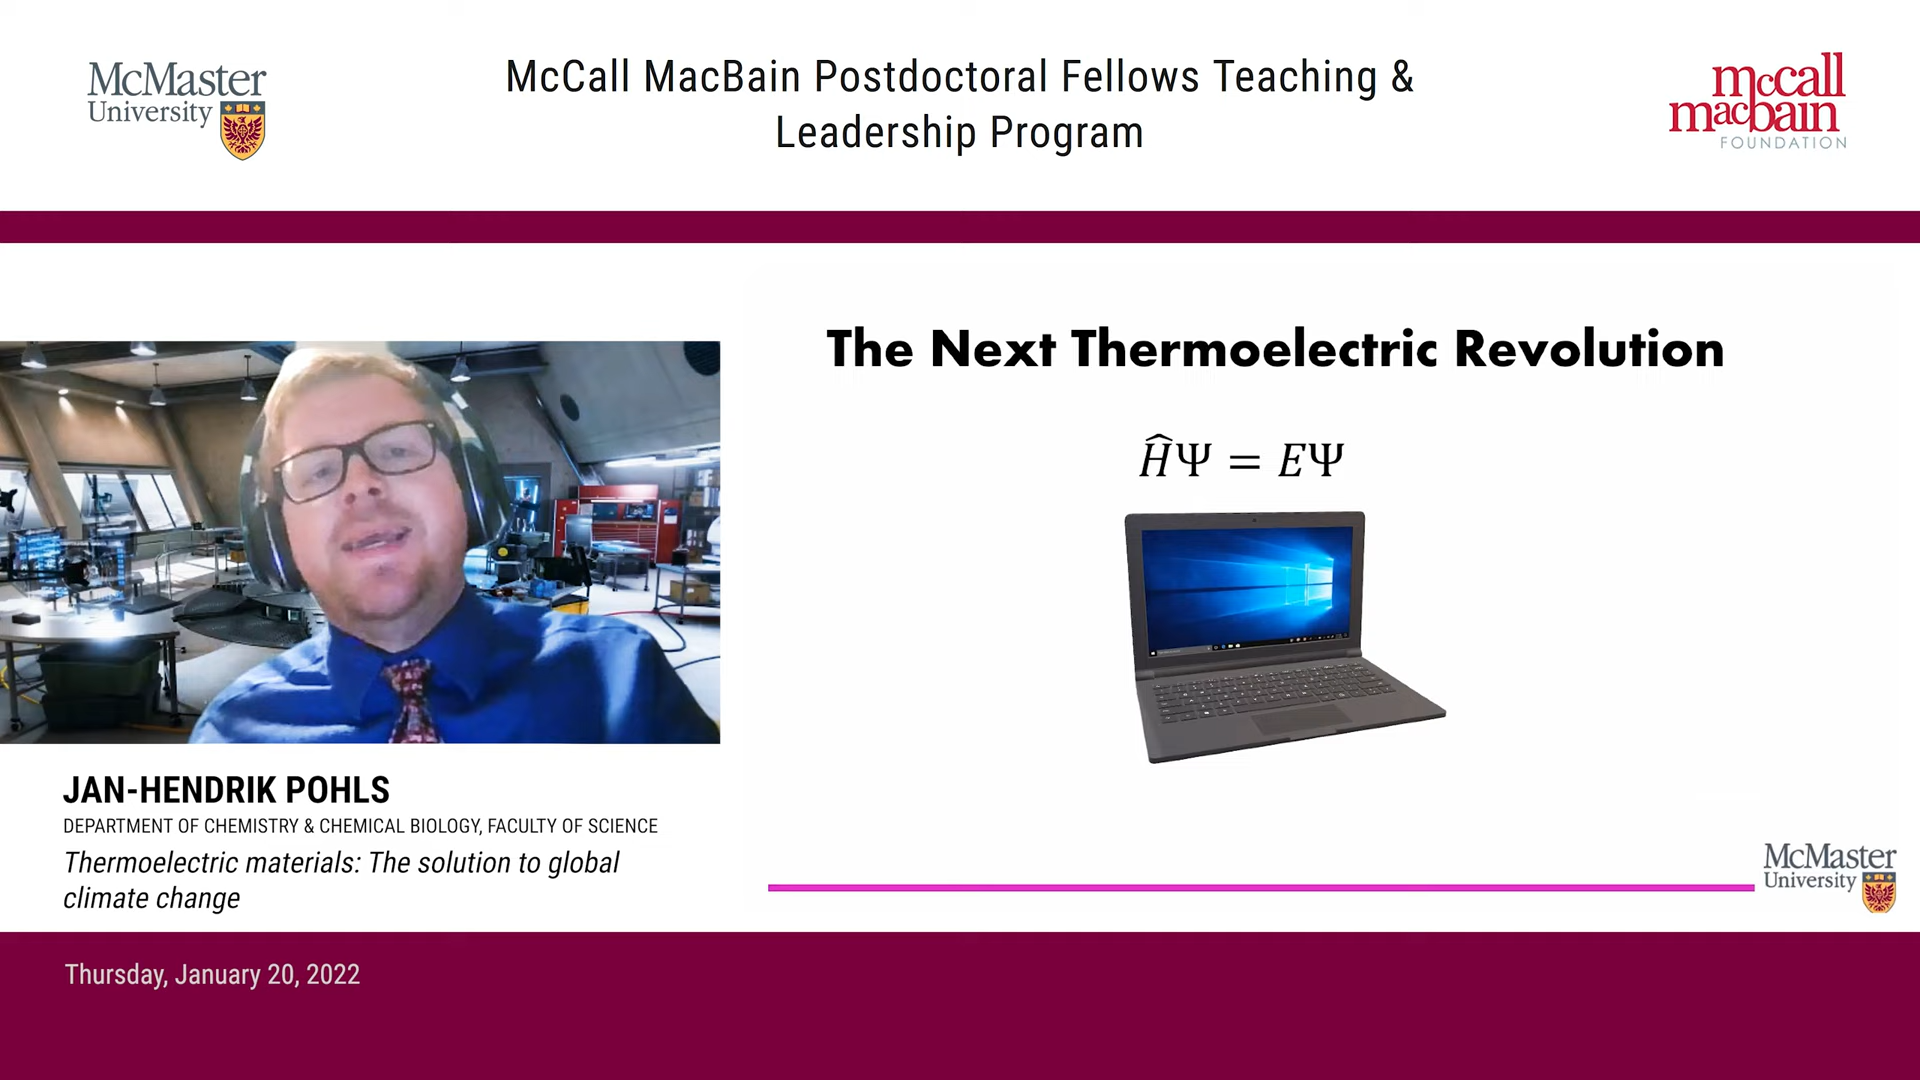 McMaster
University
McCall MacBain Postdoctoral Fellows Teaching &
Leadership Program
mccall
macbain
FOUNDATION
The Next Thermoelectric Revolution
ĤΨ = EΨ
JAN-HENDRIK POHLS
DEPARTMENT OF CHEMISTRY & CHEMICAL BIOLOGY, FACULTY OF SCIENCE
Thermoelectric materials: The solution to global
climate change
McMaster
University
Thursday, January 20, 2022